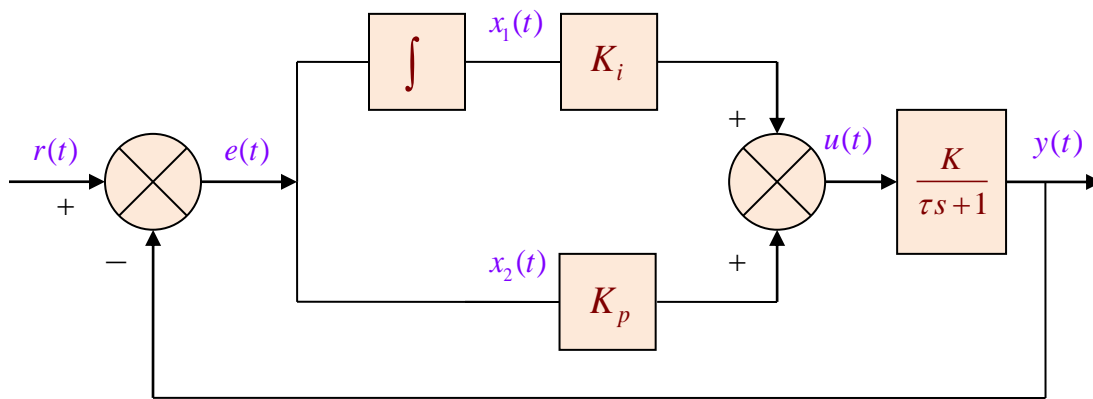 x₁(t)
∫
Kᵢ
r(t)
+
−
e(t)
x₂(t)
Kₚ
+
+
u(t)
K
τs+1
y(t)